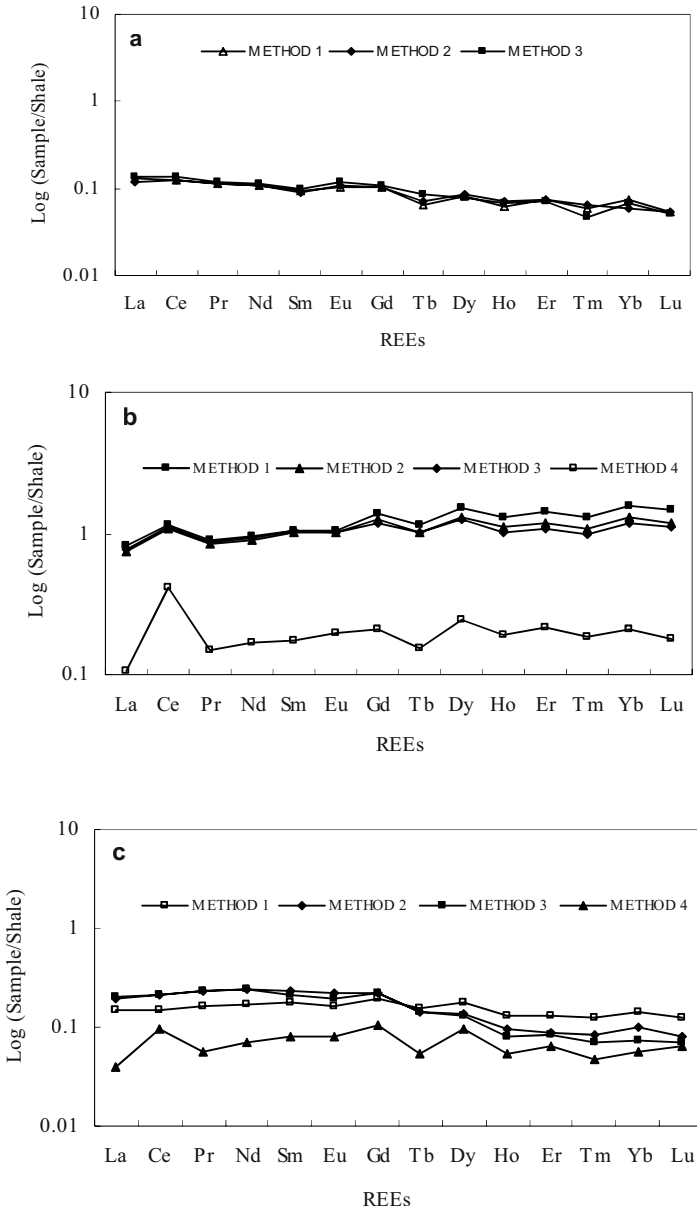 10
a
METHOD 1 METHOD 2 METHOD 3
1
Log (Sample/Shale)
0.1
0.01
La Ce Pr Nd Sm Eu Gd Tb Dy Ho Er Tm Yb Lu
REEs
10
b
METHOD 1 METHOD 2 METHOD 3 METHOD 4
Log (Sample/Shale)
1
0.1
La Ce Pr Nd Sm Eu Gd Tb Dy Ho Er Tm Yb Lu
REEs
10
c
METHOD 1 METHOD 2 METHOD 3 METHOD 4
1
Log (Sample/Shale)
0.1
0.01
La Ce Pr Nd Sm Eu Gd Tb Dy Ho Er Tm Yb Lu
REEs